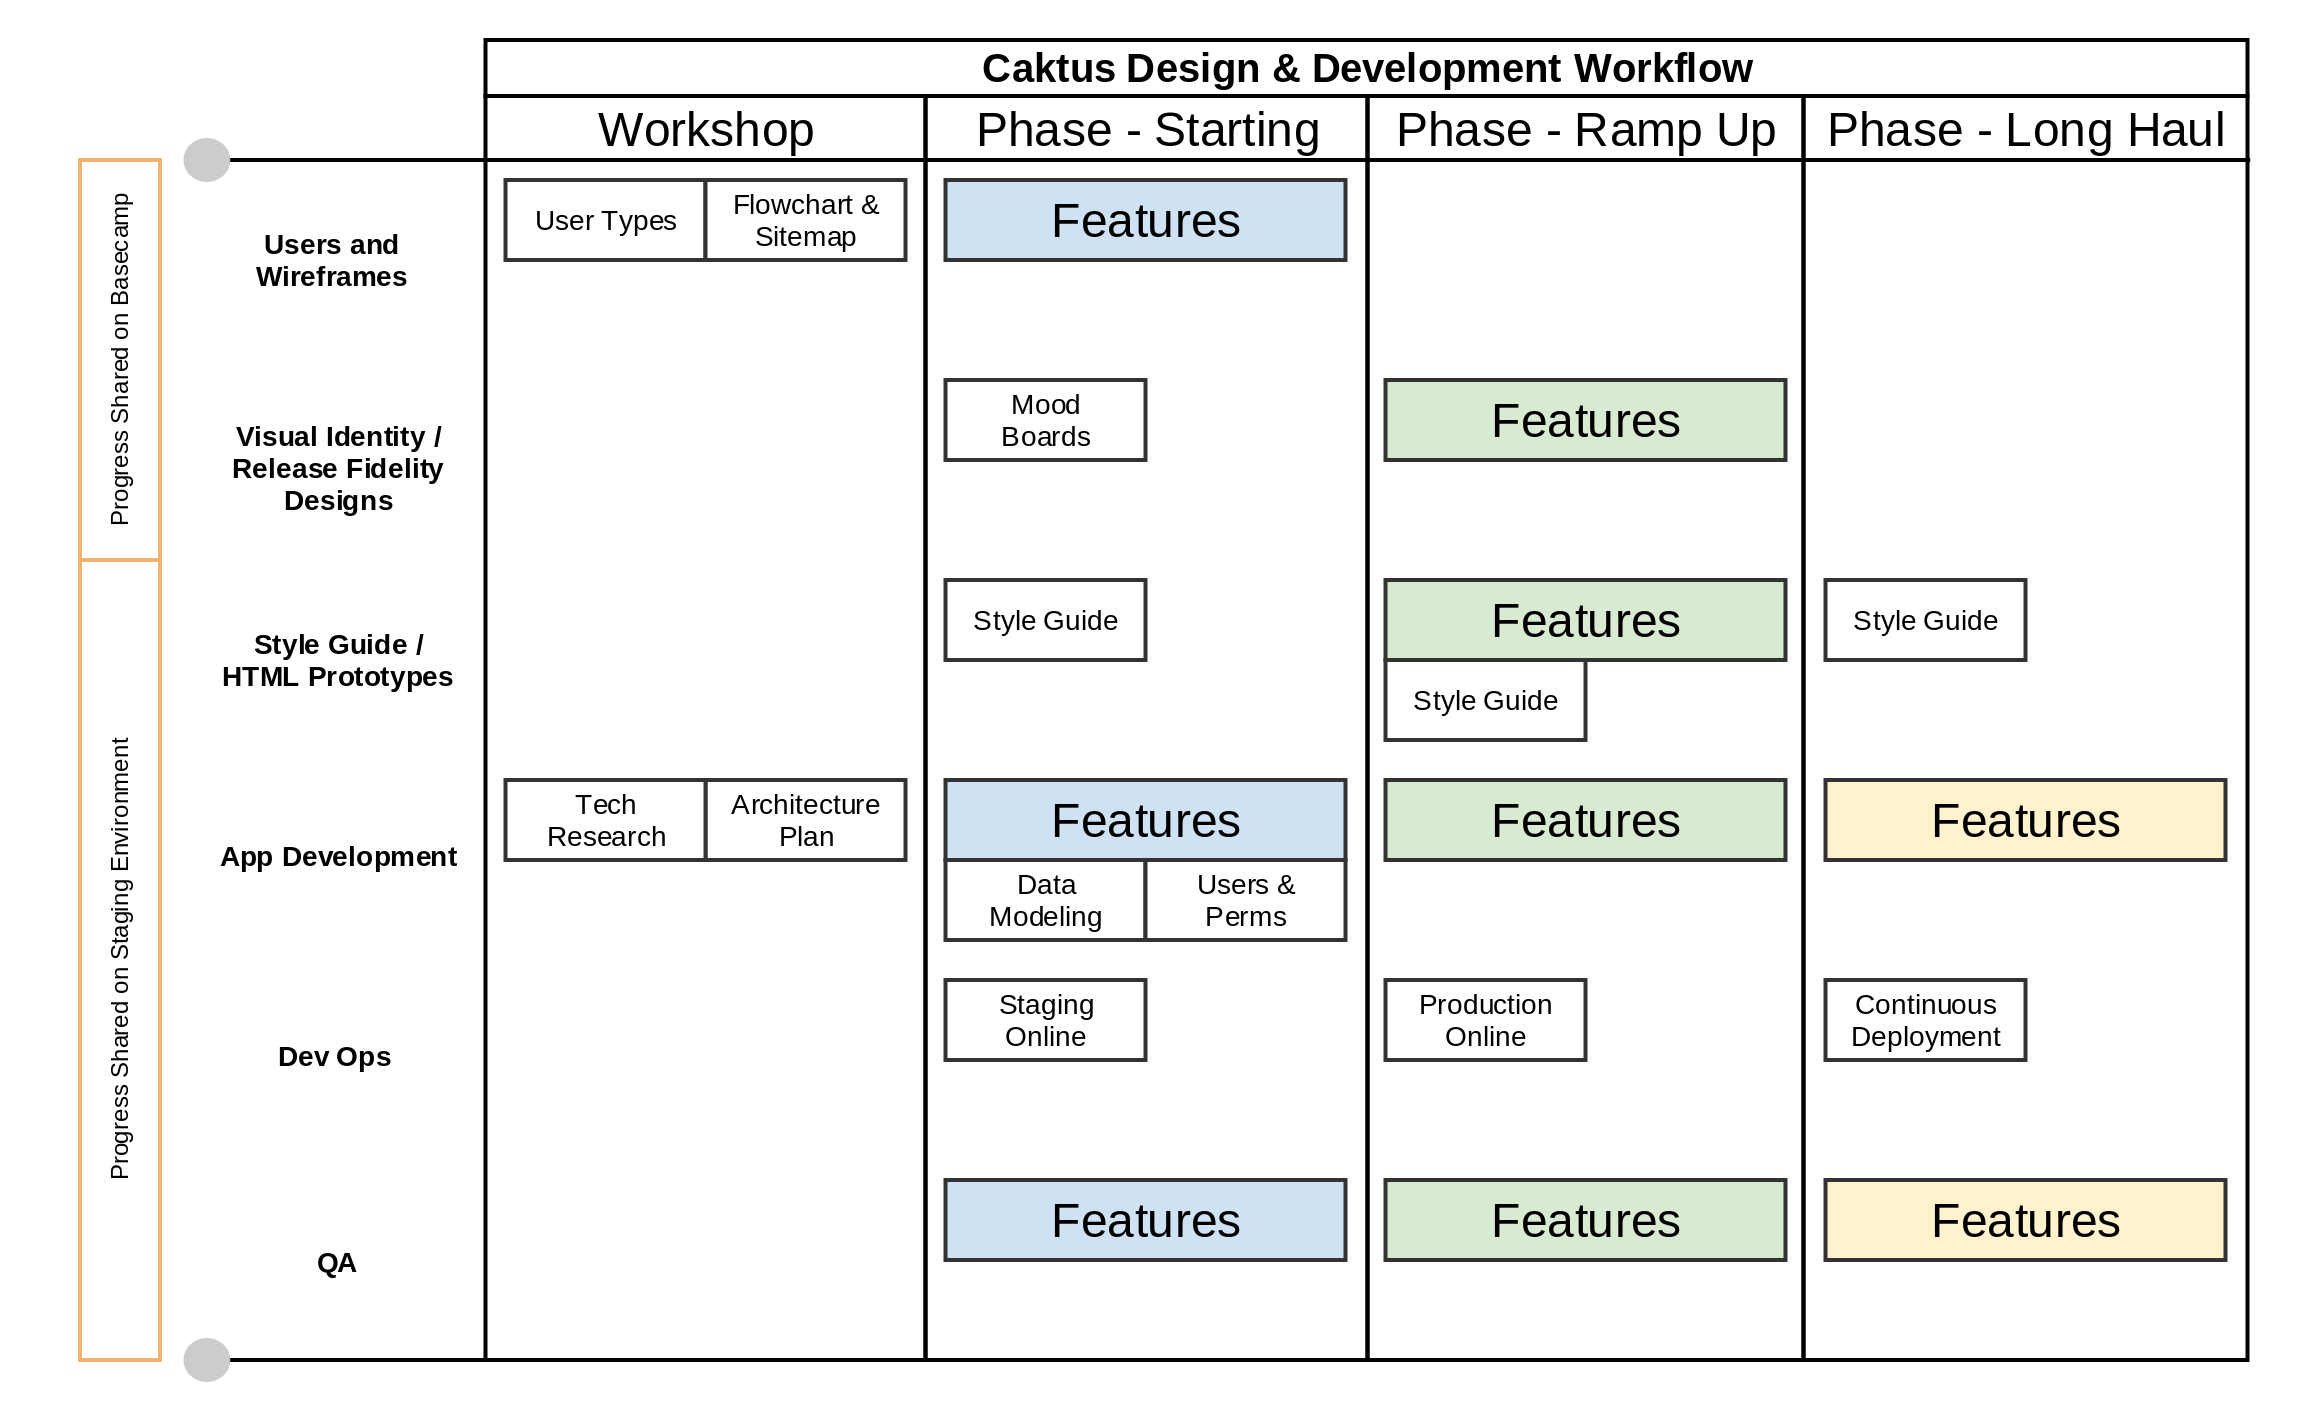 Caktus Design & Development Workflow
Workshop
Phase - Starting
Phase - Ramp Up
Phase - Long Haul
Progress Shared on Basecamp
Users and
Wireframes
User Types
Flowchart &
Sitemap
Features
Visual Identity /
Release Fidelity
Designs
Mood
Boards
Features
Progress Shared on Staging Environment
Style Guide /
HTML Prototypes
Style Guide
Features
Style Guide
Style Guide
App Development
Tech
Research
Architecture
Plan
Features
Data
Modeling
Users &
Perms
Features
Features
Dev Ops
Staging
Online
Production
Online
Continuous
Deployment
QA
Features
Features
Features